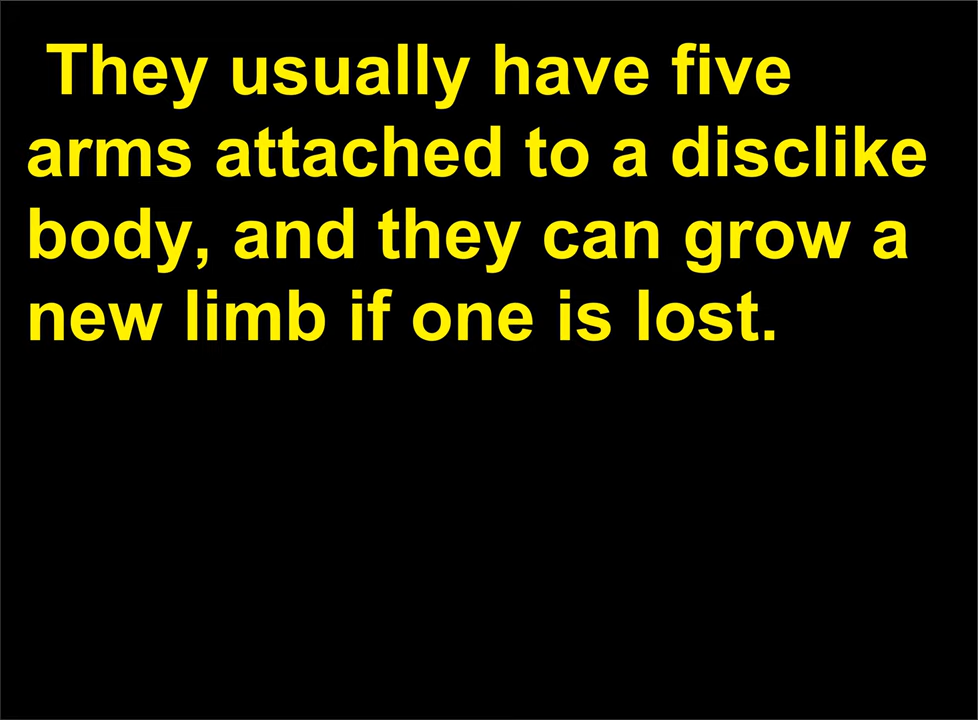 They usually have five
arms attached to a disclike
body, and they can grow a
new limb if one is lost.